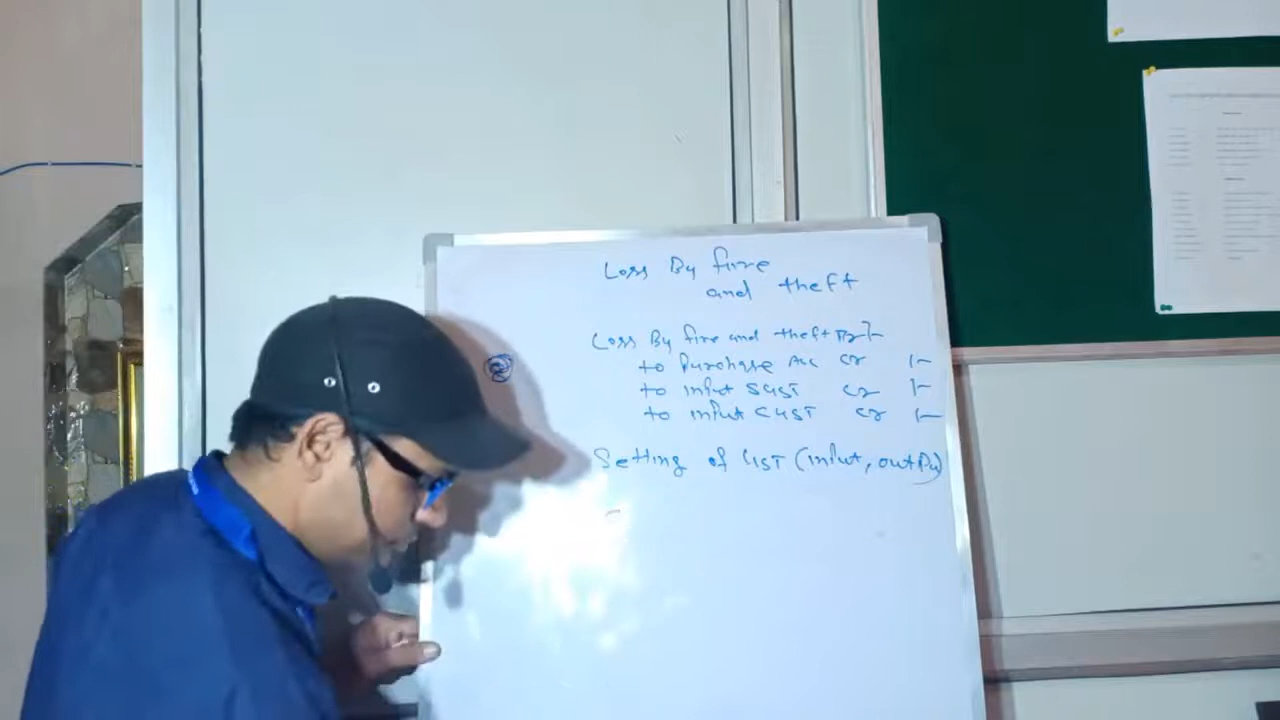 Loss By fire
and theft
Loss By fire and theft Dr /-
to Purchase Acc cr /-
to input SGST cr /-
to input CGST cr /-
Setting of GST (input, output)